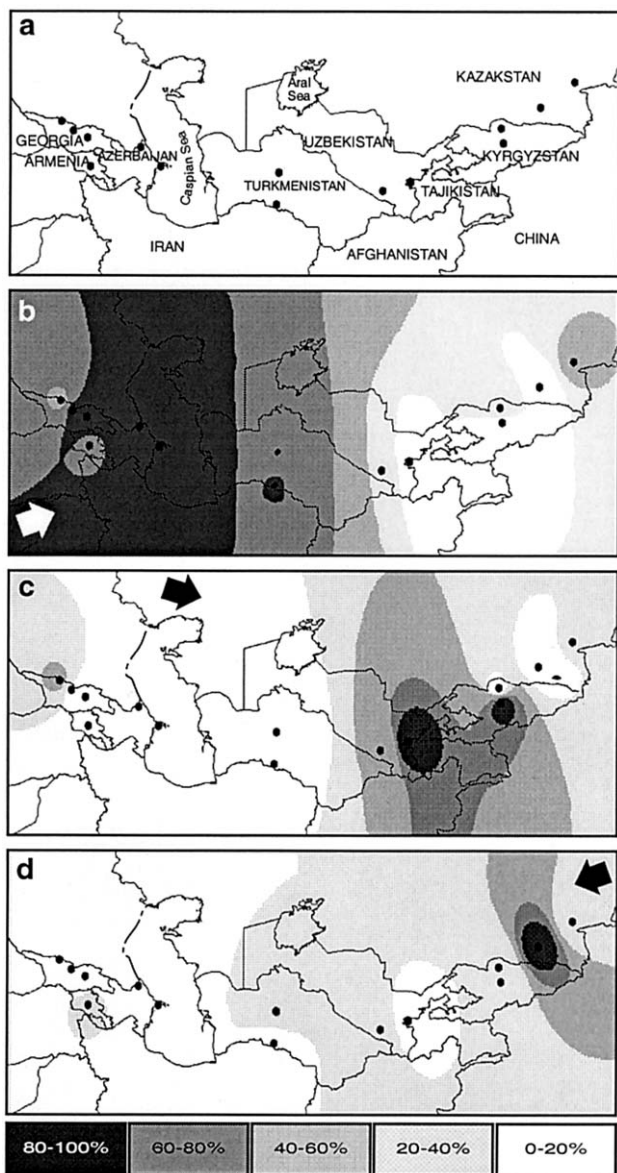 a
Aral
Sea
KAZAKSTAN
GEORGIA
AZERBAIJAN
ARMENIA
Caspian Sea
UZBEKISTAN
KYRGYZSTAN
TURKMENISTAN
TAJIKISTAN
IRAN
AFGHANISTAN
CHINA
b
c
d
80-100%
60-80%
40-60%
20-40%
0-20%